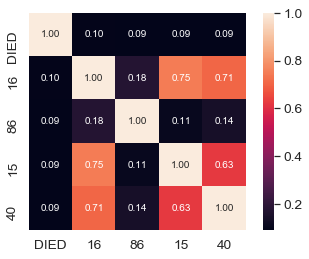 DIED 1.00 0.10 0.09 0.09 0.09
16 0.10 1.00 0.18 0.75 0.71
86 0.09 0.18 1.00 0.11 0.14
15 0.09 0.75 0.11 1.00 0.63
40 0.09 0.71 0.14 0.63 1.00
DIED 16 86 15 40
1.0
0.8
0.6
0.4
0.2